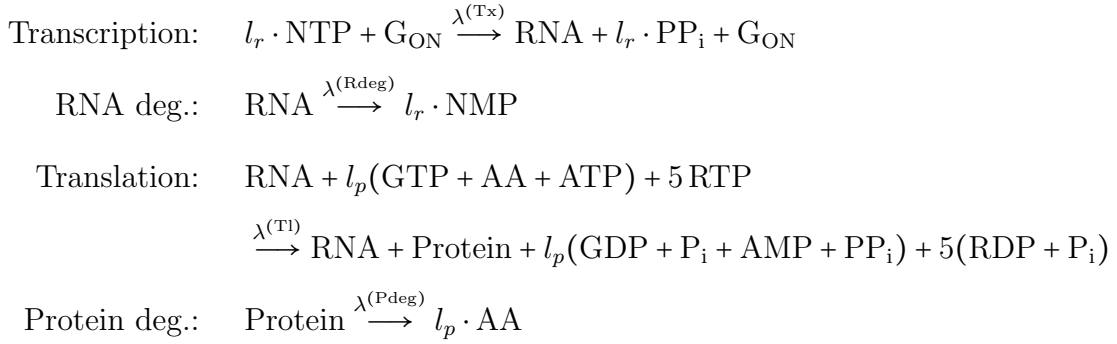 Transcription: l_r · NTP + G_ON —λ^(Tx)→ RNA + l_r · PP_i + G_ON
RNA deg.: RNA —λ^(Rdeg)→ l_r · NMP
Translation: RNA + l_p(GTP + AA + ATP) + 5 RTP
—λ^(Tl)→ RNA + Protein + l_p(GDP + P_i + AMP + PP_i) + 5(RDP + P_i)
Protein deg.: Protein —λ^(Pdeg)→ l_p · AA